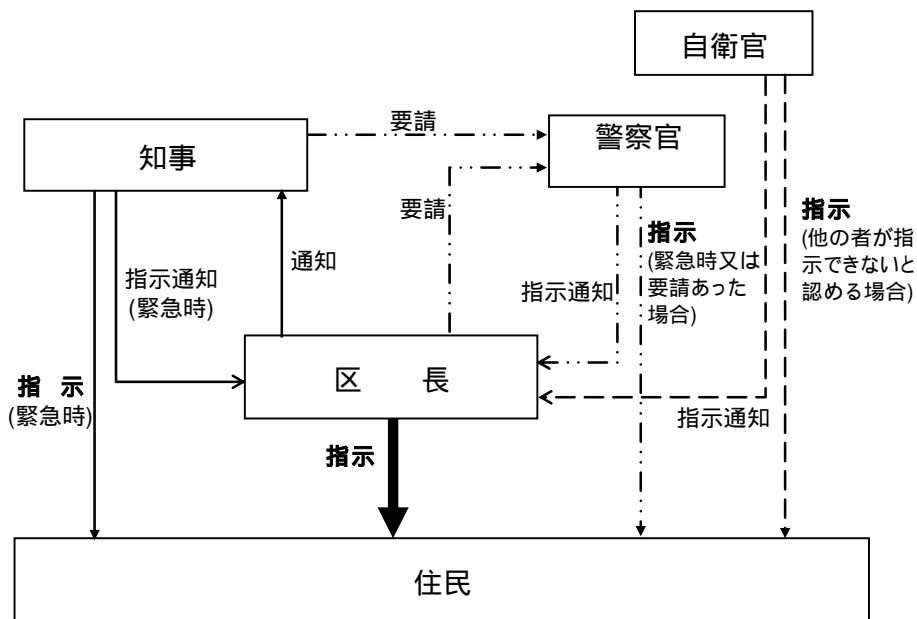 自衛官
要請
警察官
知事
要請
指示
(他の者が指
示できないと
認める場合)
指示
(緊急時又は
要請あった
場合)
通知
指示通知
(緊急時)
指示通知
区　長
指 示
(緊急時)
指示通知
指示
住民